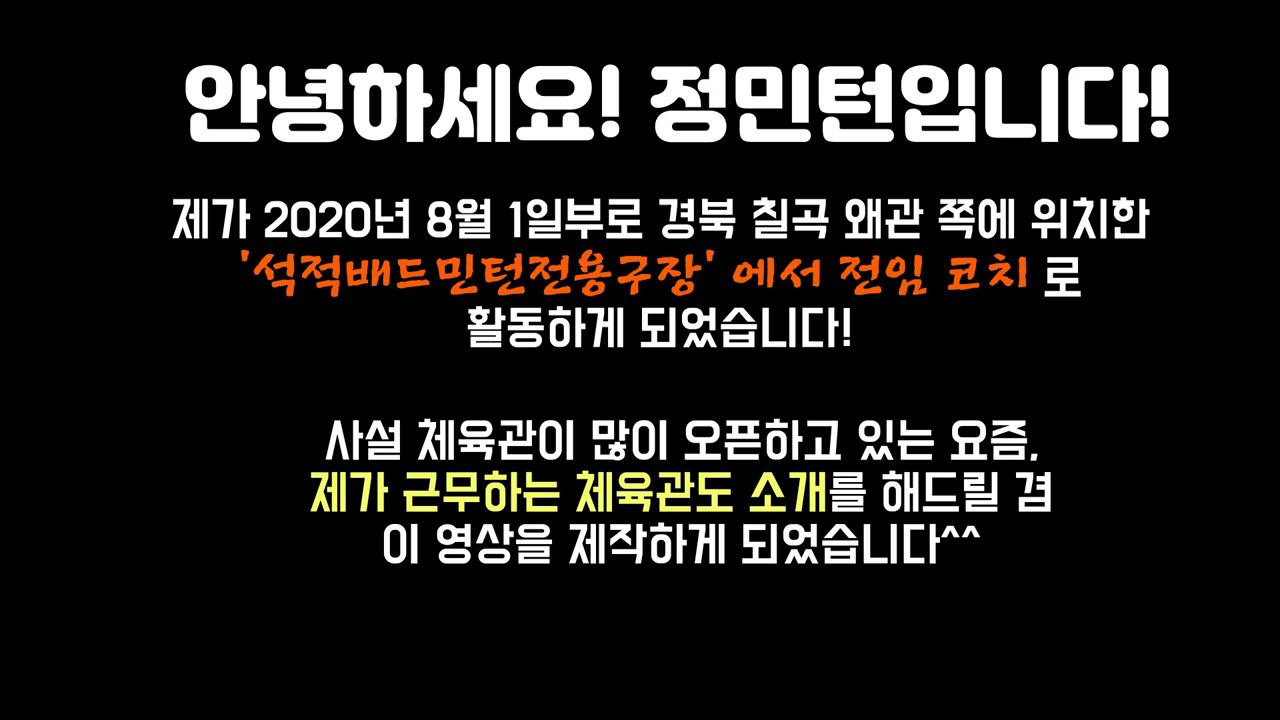 안녕하세요! 정민턴입니다!
제가 2020년 8월 1일부로 경북 칠곡 왜관 쪽에 위치한
'석적배드민턴전용구장' 에서 전임 코치 로
활동하게 되었습니다!
사설 체육관이 많이 오픈하고 있는 요즘,
제가 근무하는 체육관도 소개를 해드릴 겸
이 영상을 제작하게 되었습니다^^